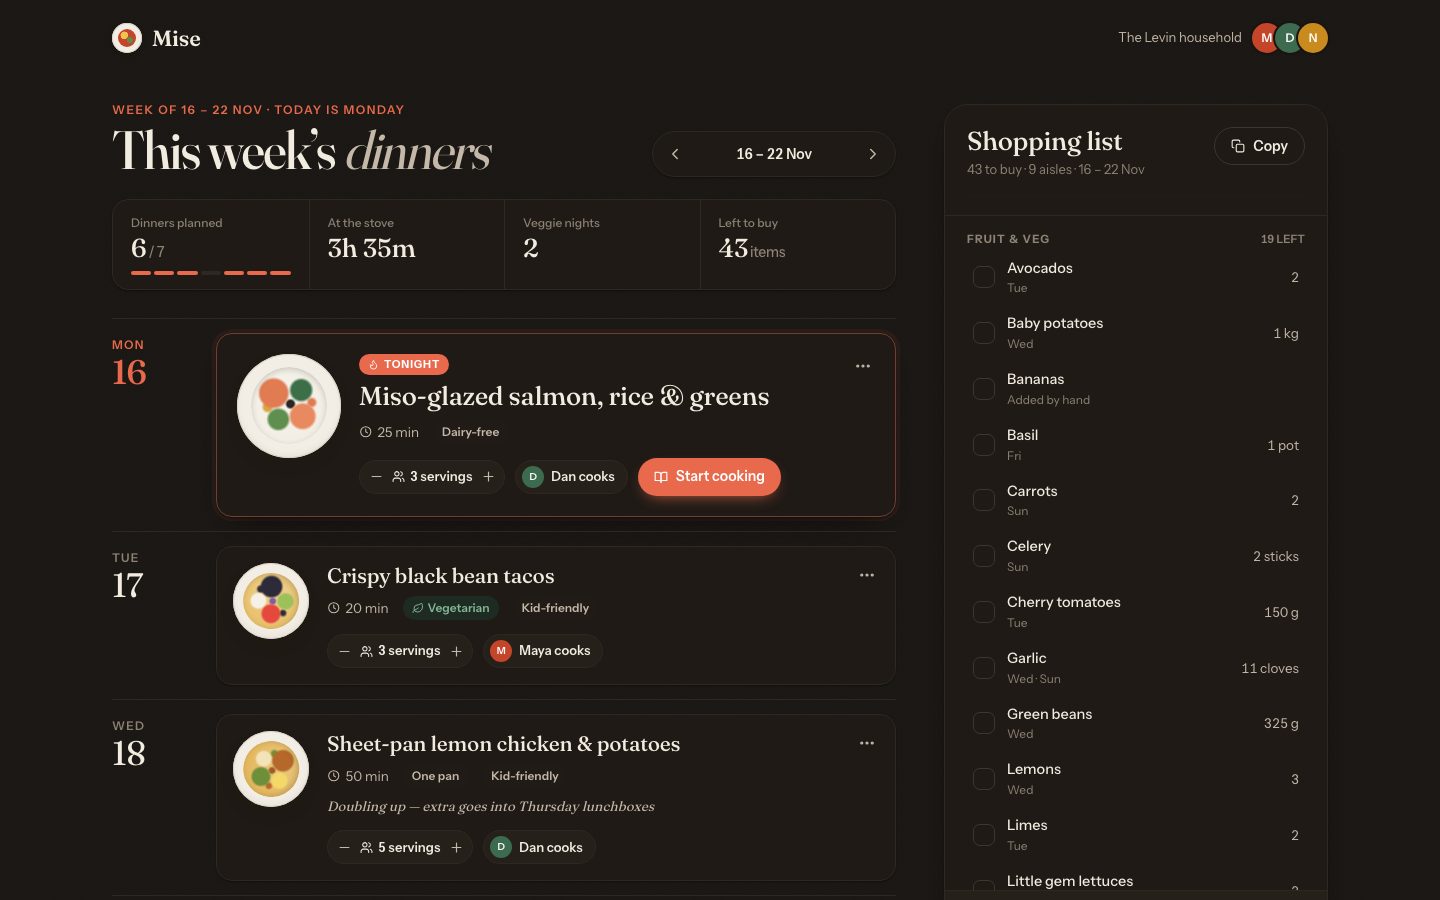 Mise
The Levin household
M D N
WEEK OF 16 – 22 NOV · TODAY IS MONDAY
This week's dinners
16 – 22 Nov
Dinners planned
6 / 7
At the stove
3h 35m
Veggie nights
2
Left to buy
43 items
MON
16
TONIGHT
Miso-glazed salmon, rice & greens
25 min Dairy-free
3 servings D Dan cooks Start cooking
TUE
17
Crispy black bean tacos
20 min Vegetarian Kid-friendly
3 servings M Maya cooks
WED
18
Sheet-pan lemon chicken & potatoes
50 min One pan Kid-friendly
Doubling up — extra goes into Thursday lunchboxes
5 servings D Dan cooks
Shopping list
Copy
43 to buy · 9 aisles · 16 – 22 Nov
FRUIT & VEG 19 LEFT
Avocados 2
Tue
Baby potatoes 1 kg
Wed
Bananas
Added by hand
Basil 1 pot
Fri
Carrots 2
Sun
Celery 2 sticks
Sun
Cherry tomatoes 150 g
Tue
Garlic 11 cloves
Wed · Sun
Green beans 325 g
Wed
Lemons 3
Wed
Limes 2
Tue
Little gem lettuces